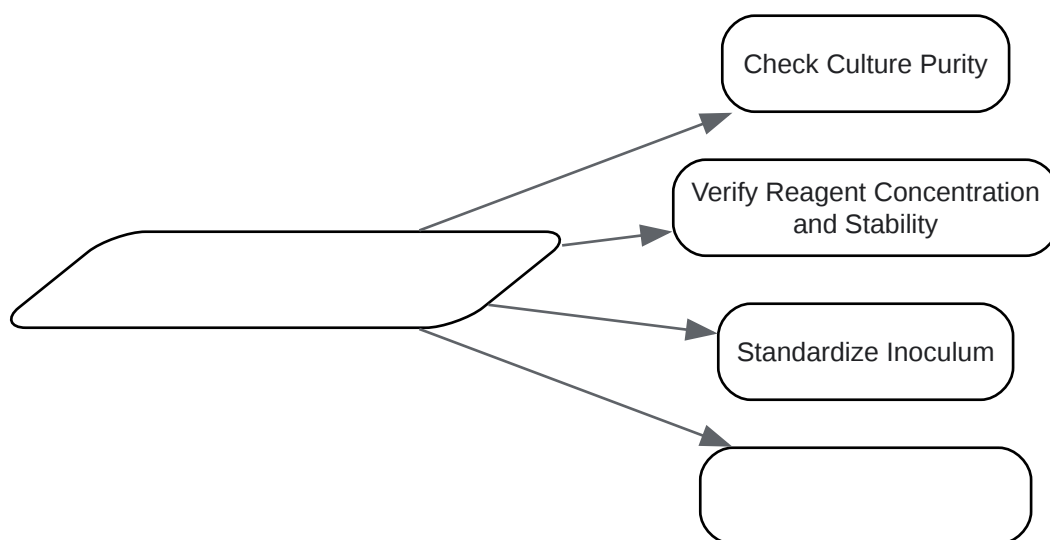 Check Culture Purity
Verify Reagent Concentration
and Stability
Standardize Inoculum